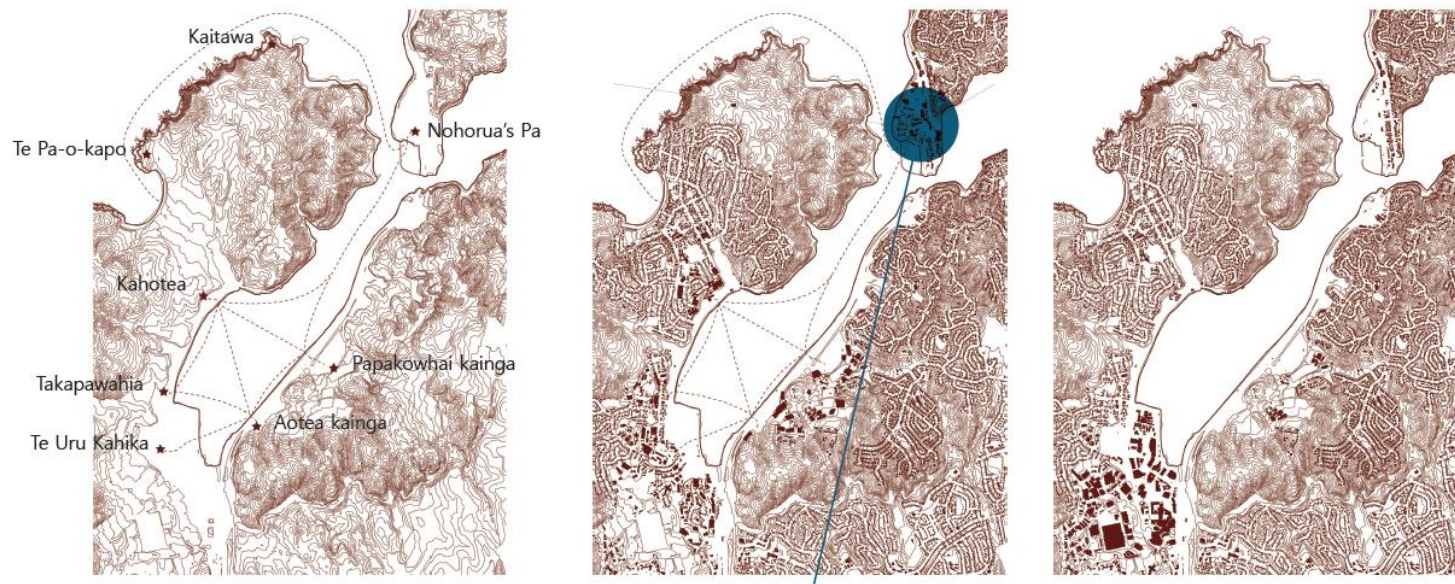 Kaitawa
Nohorua's Pa
Te Pa-o-kapo
Kahotea
Papakowhai kainga
Takapawahia
Aotea kainga
Te Uru Kahika